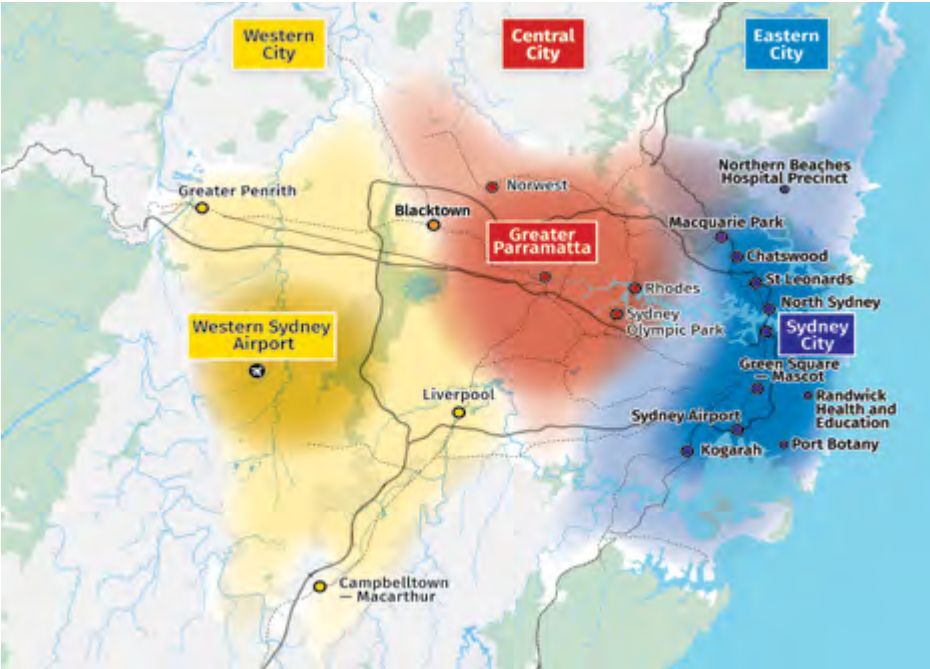 Western
City
Central
City
Eastern
City
Northern Beaches
Hospital Precinct
Greater Penrith
Norwest
Blacktown
Macquarie Park
Greater
Parramatta
Chatswood
St Leonards
Rhodes
North Sydney
Sydney
Olympic Park
Western Sydney
Airport
Sydney
City
Green Square
— Mascot
Liverpool
Randwick
Health and
Education
Sydney Airport
Port Botany
Kogarah
Campbelltown
— Macarthur